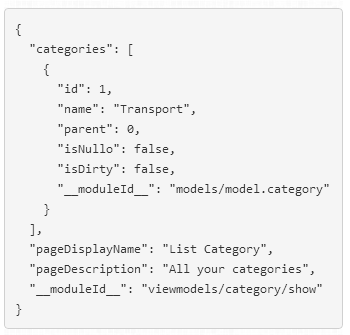 {
  "categories": [
    {
      "id": 1,
      "name": "Transport",
      "parent": 0,
      "isNullo": false,
      "isDirty": false,
      "__moduleId__": "models/model.category"
    }
  ],
  "pageDisplayName": "List Category",
  "pageDescription": "All your categories",
  "__moduleId__": "viewmodels/category/show"
}